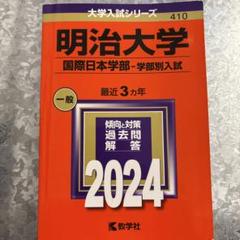 大学入試シリーズ
410
明治大学
国際日本学部-学部別入試
一般
最近3カ年
傾向と対策
過去問
解答
2024
教学社